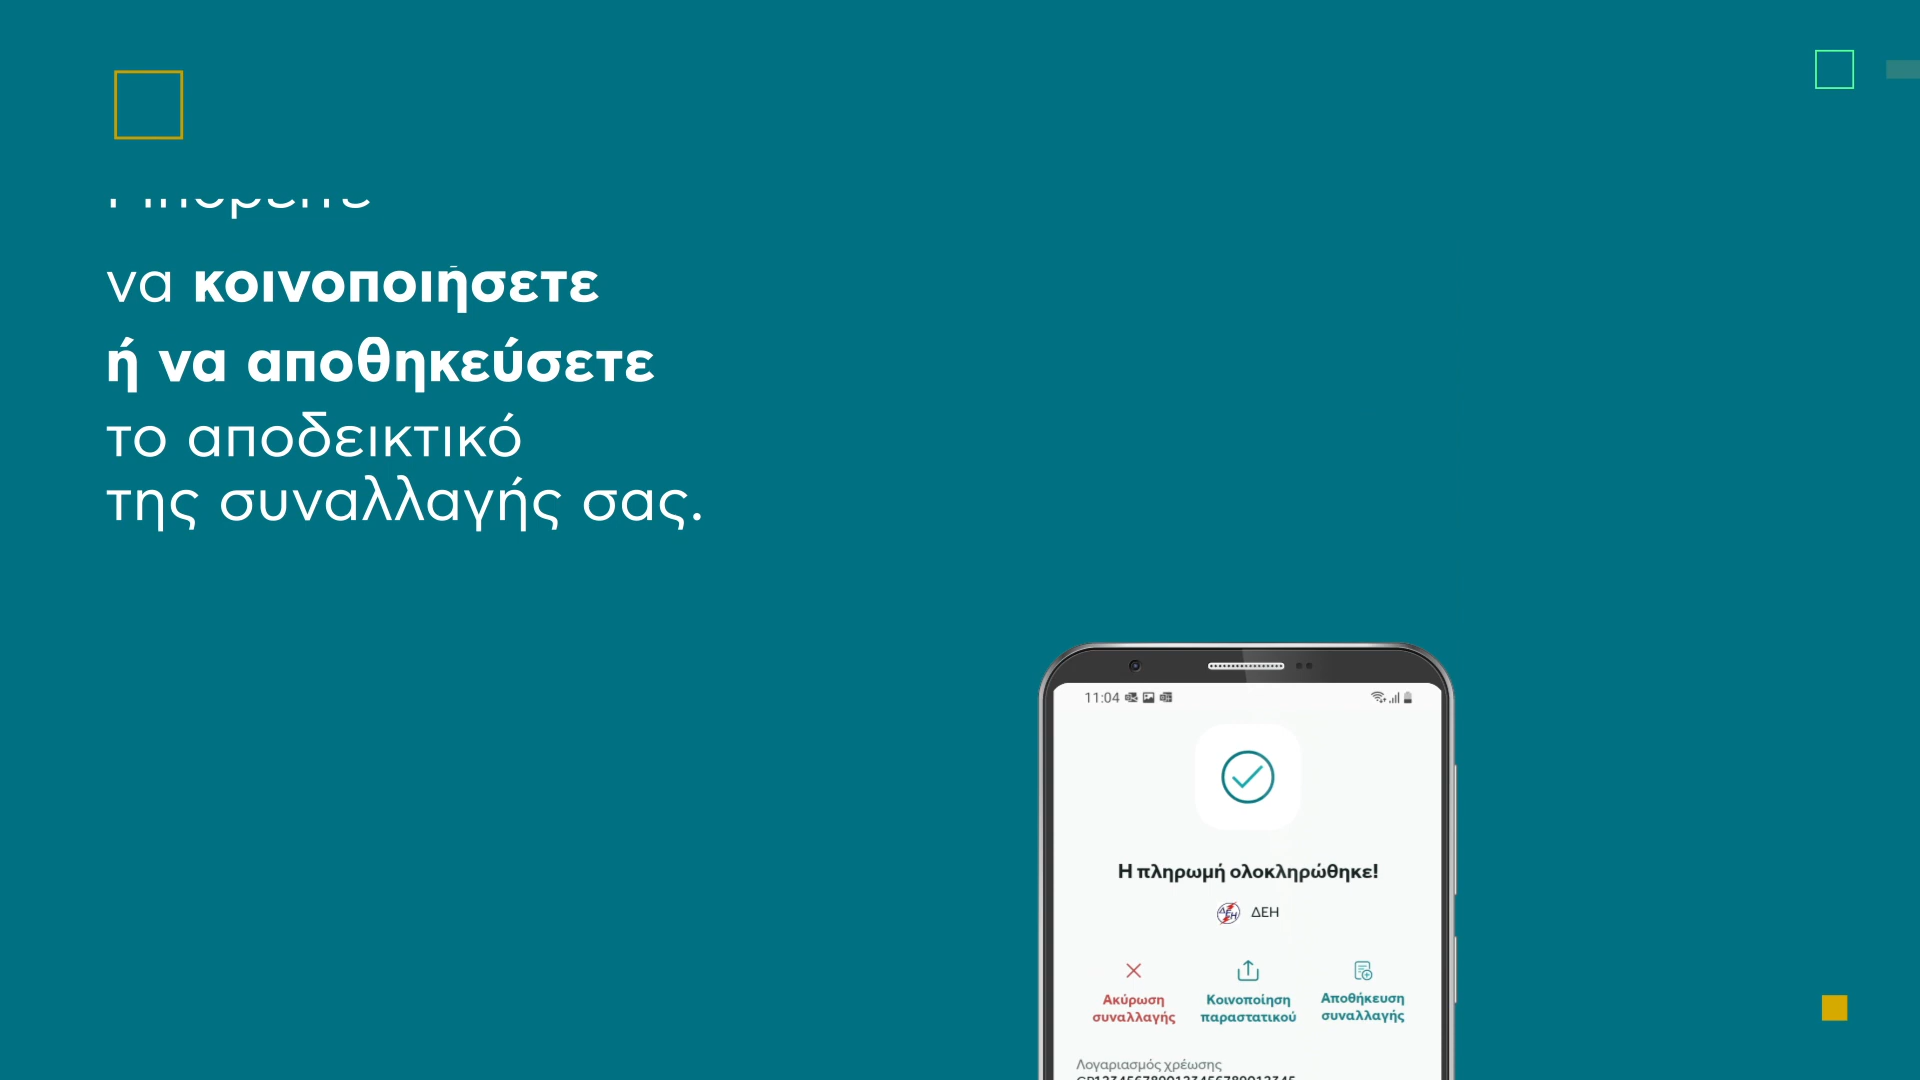 να κοινοποιήσετε
ή να αποθηκεύσετε
το αποδεικτικό
της συναλλαγής σας.
11:04
Η πληρωμή ολοκληρώθηκε!
ΔΕΗ ΔΕΗ
Ακύρωση συναλλαγής
Κοινοποίηση παραστατικού
Αποθήκευση συναλλαγής
Λογαριασμός χρέωσης